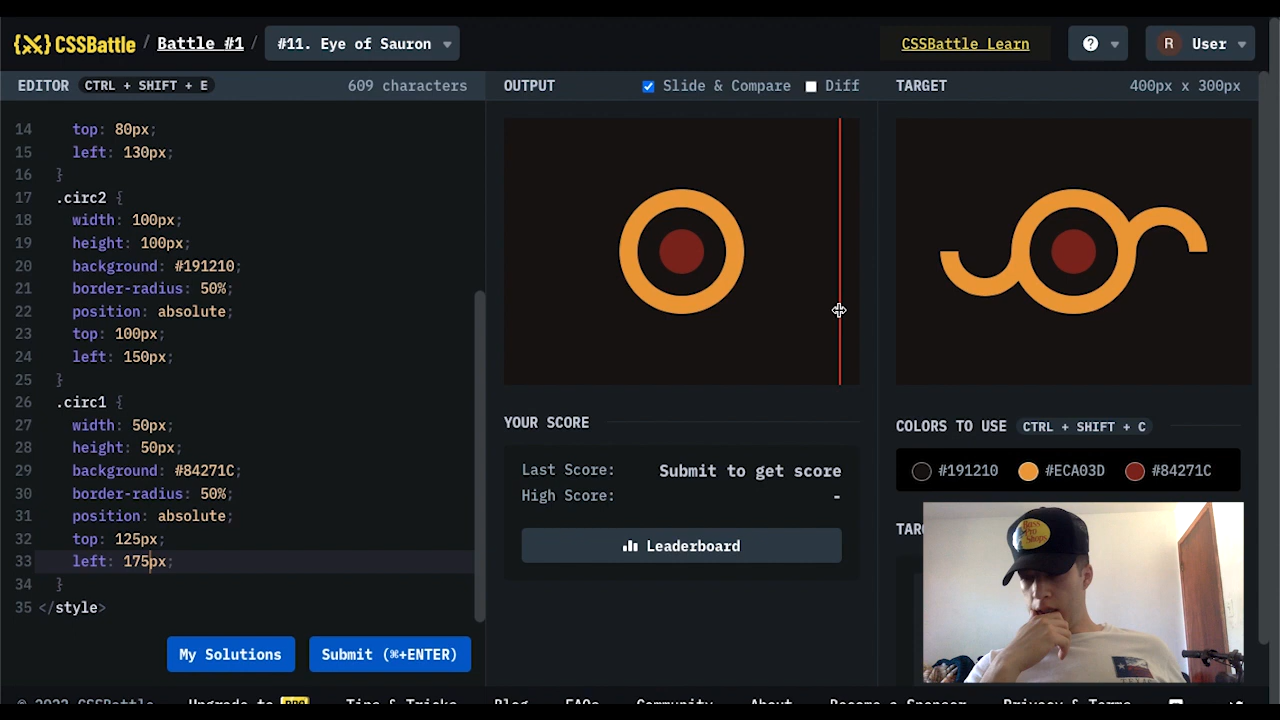 {X} CSSBattle / Battle #1 / #11. Eye of Sauron
CSSBattle Learn
? R User
EDITOR CTRL + SHIFT + E 609 characters
14 top: 80px;
15 left: 130px;
16 }
17 .circ2 {
18 width: 100px;
19 height: 100px;
20 background: #191210;
21 border-radius: 50%;
22 position: absolute;
23 top: 100px;
24 left: 150px;
25 }
26 .circ1 {
27 width: 50px;
28 height: 50px;
29 background: #84271C;
30 border-radius: 50%;
31 position: absolute;
32 top: 125px;
33 left: 175px;
34 }
35 </style>
My Solutions
Submit (⌘+ENTER)
OUTPUT Slide & Compare Diff
YOUR SCORE
Last Score: Submit to get score
High Score: -
Leaderboard
TARGET 400px x 300px
COLORS TO USE CTRL + SHIFT + C
#191210 #ECA03D #84271C
Bass Pro Shops